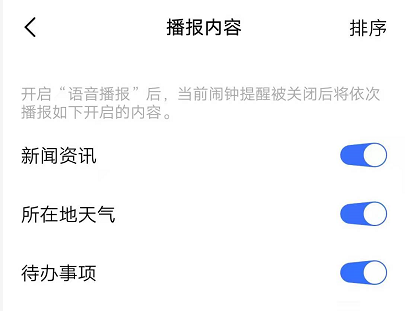 播报内容
排序
开启“语音播报”后，当前闹钟提醒被关闭后将依次
播报如下开启的内容。
新闻资讯
所在地天气
待办事项